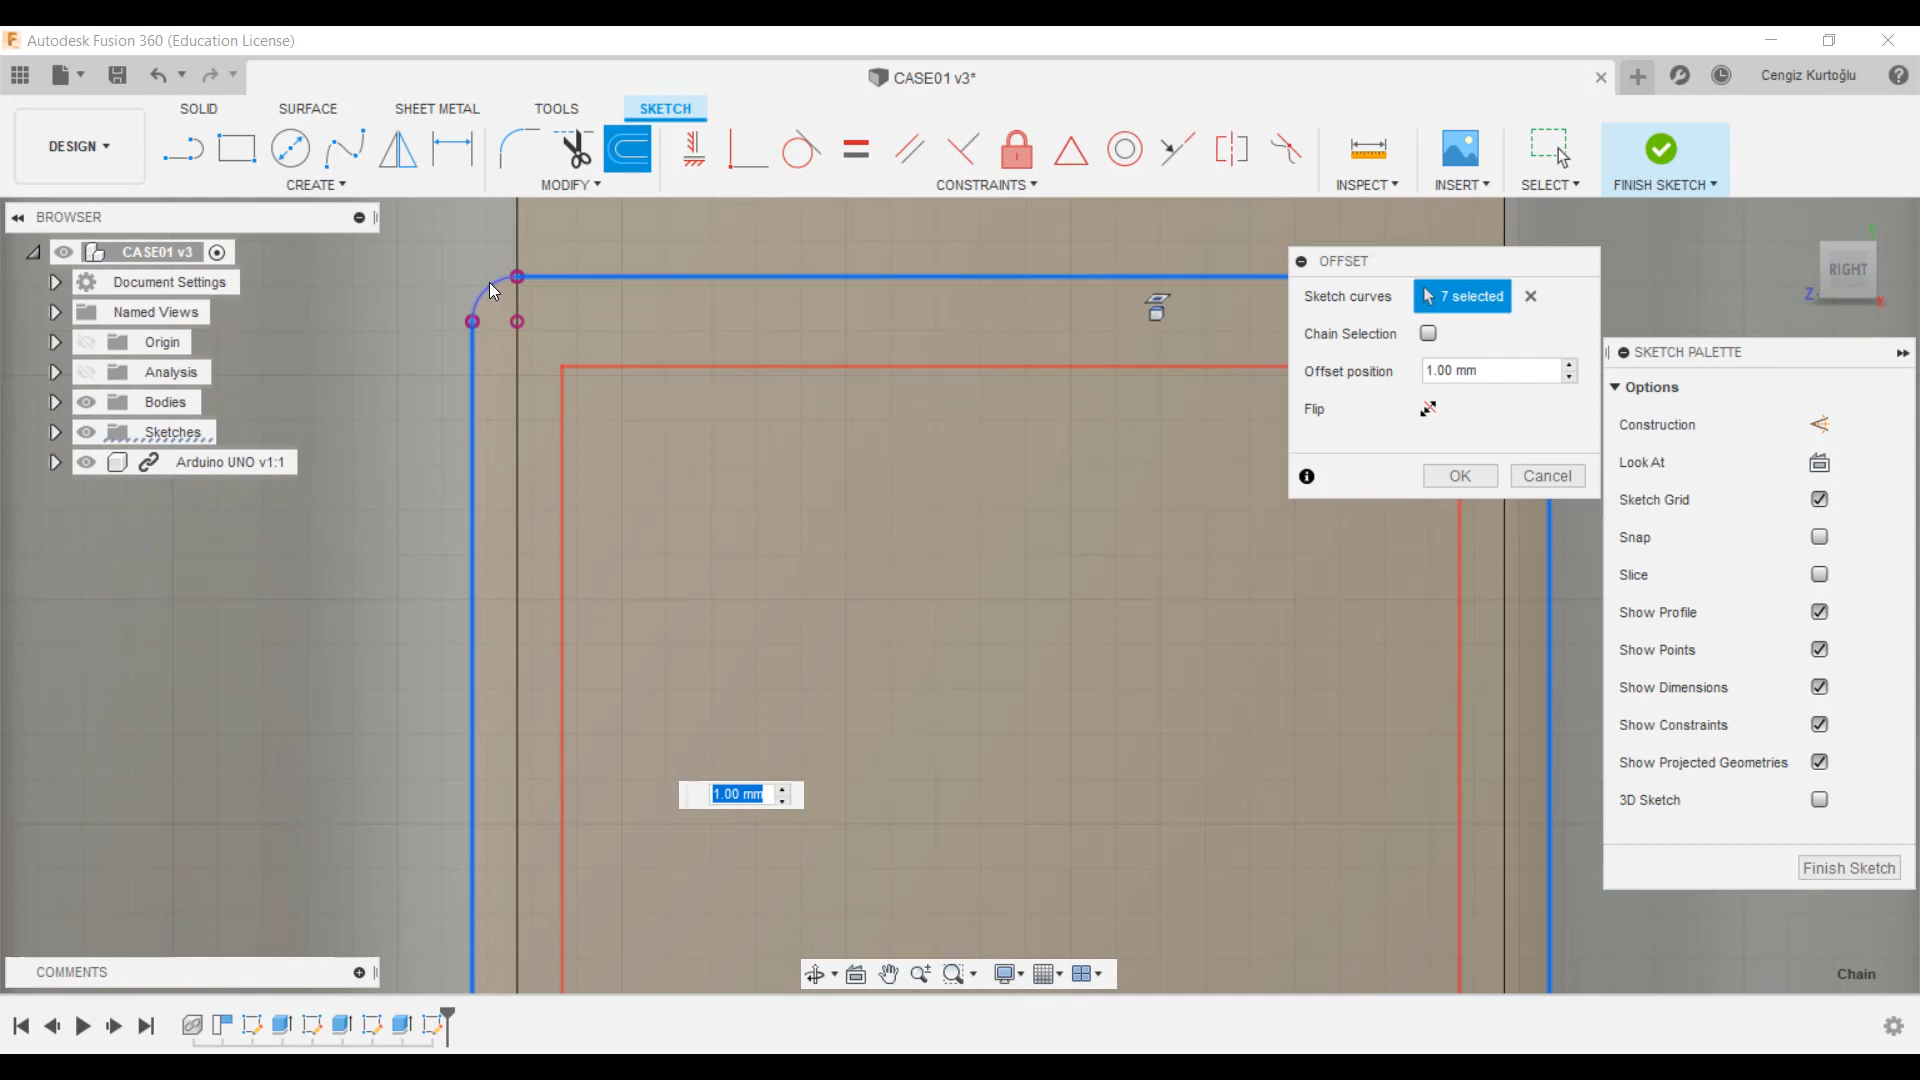 Autodesk Fusion 360 (Education License)
CASE01 v3*
Cengiz Kurtoğlu
SOLID SURFACE SHEET METAL TOOLS SKETCH
DESIGN
CREATE MODIFY CONSTRAINTS INSPECT INSERT SELECT FINISH SKETCH
BROWSER
CASE01 v3
Document Settings
Named Views
Origin
Analysis
Bodies
Sketches
Arduino UNO v1:1
RIGHT
Y
Z
X
OFFSET
Sketch curves 7 selected
Chain Selection
Offset position 1.00 mm
Flip
OK Cancel
SKETCH PALETTE
Options
Construction
Look At
Sketch Grid
Snap
Slice
Show Profile
Show Points
Show Dimensions
Show Constraints
Show Projected Geometries
3D Sketch
Finish Sketch
1.00 mm
COMMENTS
Chain